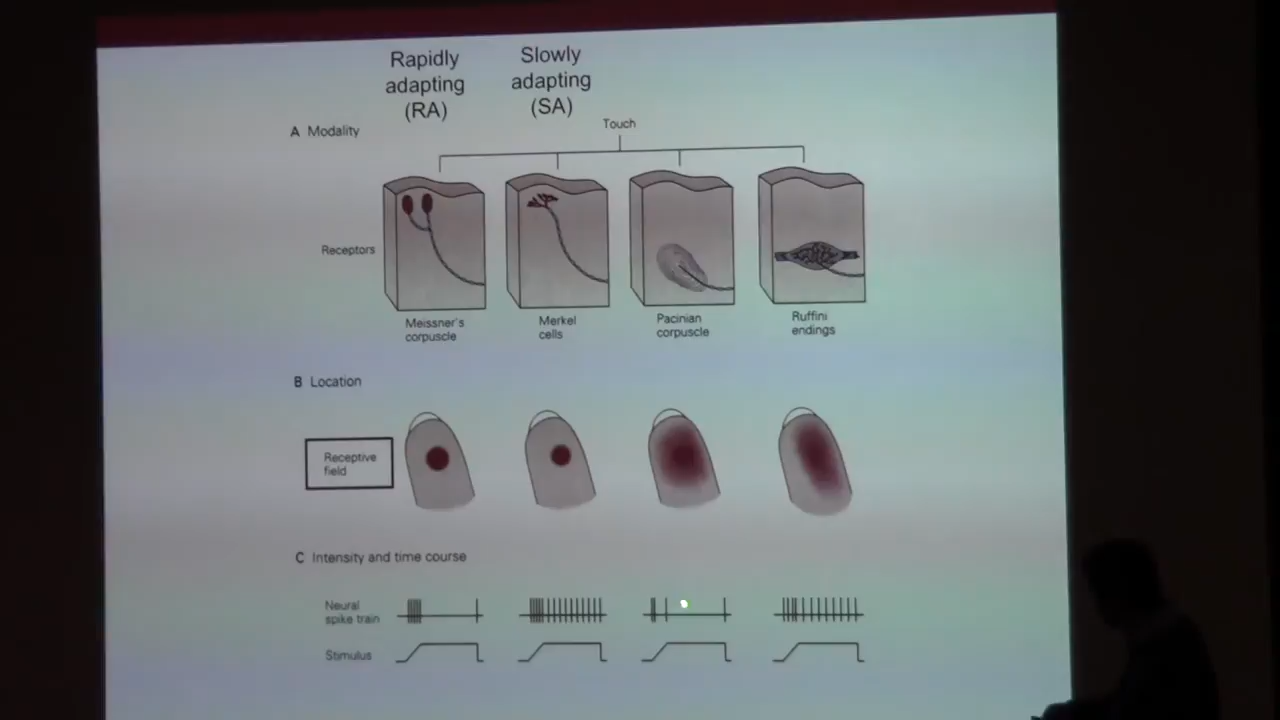 Rapidly
adapting
(RA)
Slowly
adapting
(SA)
A Modality
Touch
Receptors
Meissner's
corpuscle
Merkel
cells
Pacinian
corpuscle
Ruffini
endings
B Location
Receptive
field
C Intensity and time course
Neural
spike train
Stimulus